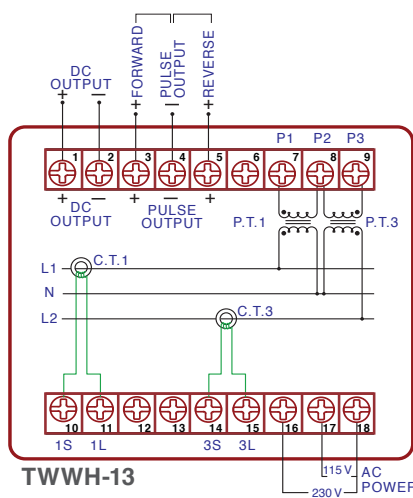 DC
OUTPUT
+ —
+ FORWARD
PULSE
OUTPUT
—
+ REVERSE
P1 P2 P3
1 2 3 4 5 6 7 8 9
+ — + — +
DC
OUTPUT
PULSE
OUTPUT
P.T.1 P.T.3
L1 C.T.1
N
L2 C.T.3
10 11 12 13 14 15 16 17 18
1S 1L 3S 3L
TWWH-13
115 V
230 V
AC
POWER